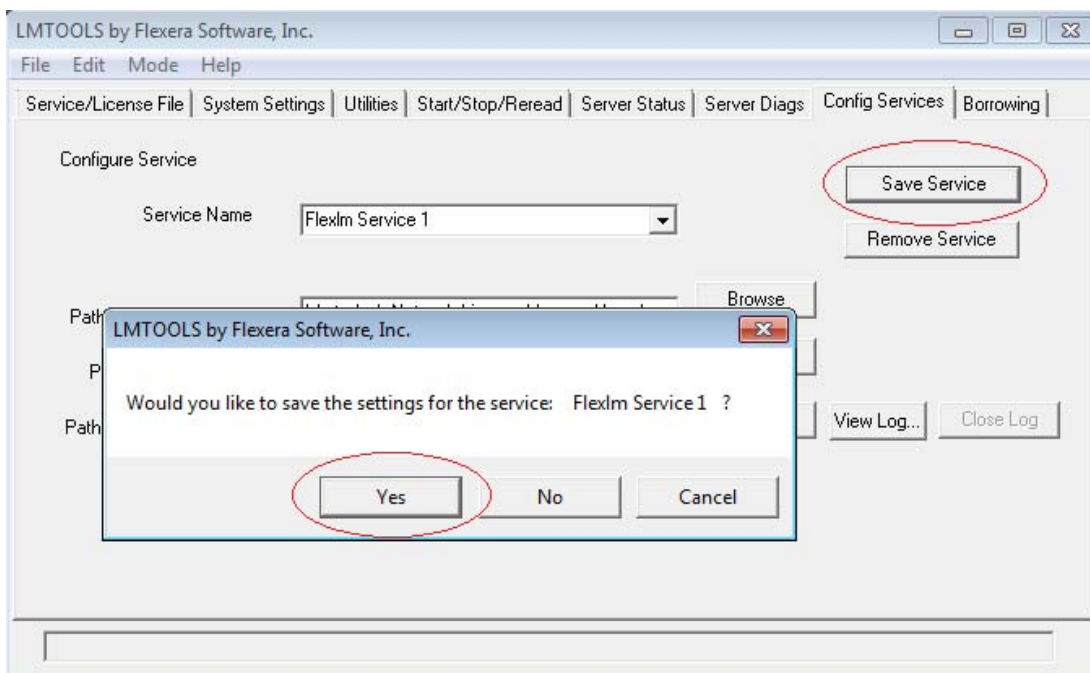 LMTOOLS by Flexera Software, Inc.
File Edit Mode Help
Service/License File System Settings Utilities Start/Stop/Reread Server Status Server Diags Config Services Borrowing
Configure Service
Save Service
Service Name Flexlm Service 1
Remove Service
Browse
Path
LMTOOLS by Flexera Software, Inc.
P
Would you like to save the settings for the service: Flexlm Service 1 ?
Path
View Log... Close Log
Yes No Cancel